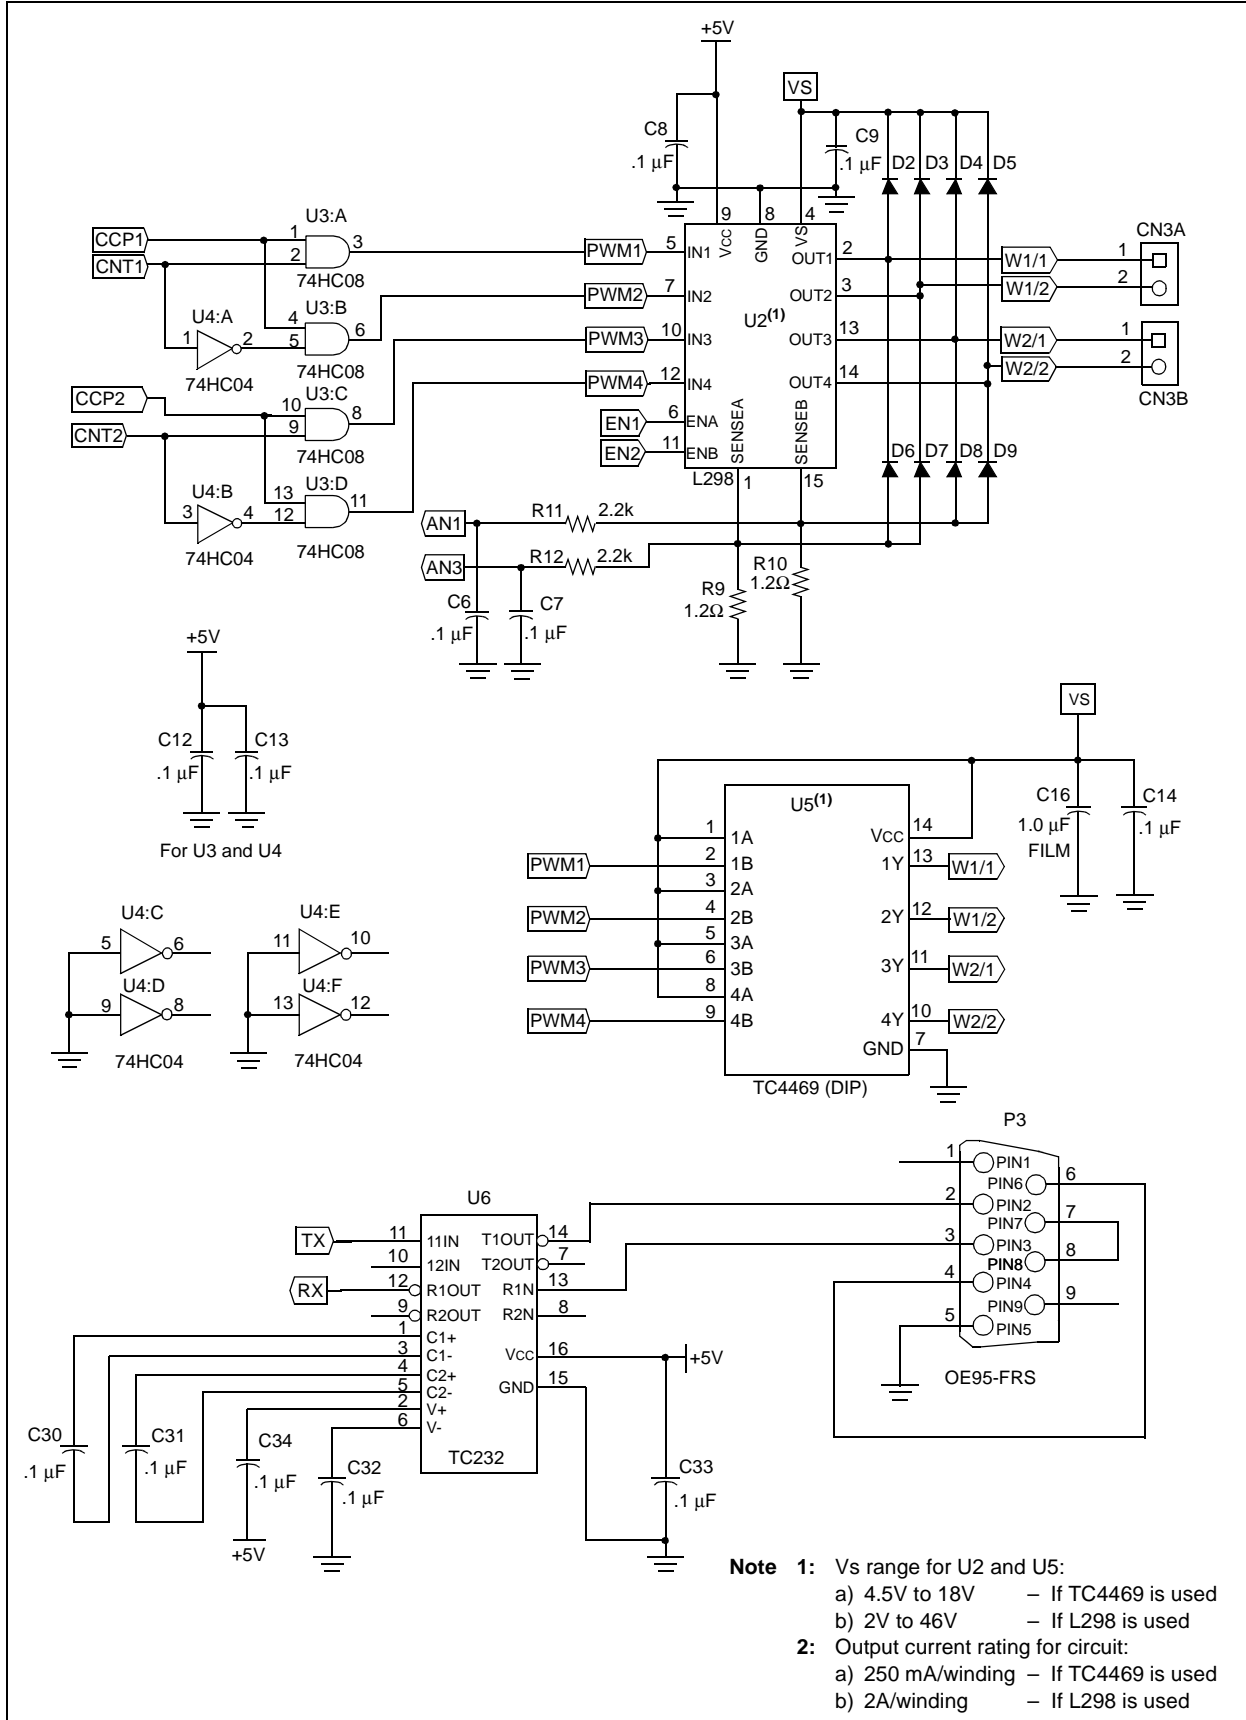 +5V
VS
C8
.1 µF
C9
.1 µF
D2 D3 D4 D5
9 8 4
VCC
GND
VS
U3:A
CCP1
1
3
CNT1
2
74HC08
PWM1 5 IN1
OUT1 2
CN3A
W1/1 1
W1/2 2
U3:B
4
6
5
74HC08
PWM2 7 IN2
OUT2 3
U4:A
1 2
74HC04
U2(1)
PWM3 10 IN3
OUT3 13
W2/1 1
W2/2 2
CN3B
CCP2
U3:C
10
8
9
CNT2
74HC08
PWM4 12 IN4
OUT4 14
EN1 6 ENA
EN2 11 ENB
SENSEA
SENSEB
L298 1 15
D6 D7 D8 D9
U4:B
3 4
74HC04
U3:D
13
11
12
74HC08
AN1 R11 2.2k
AN3 R12 2.2k
R10
1.2Ω
R9
1.2Ω
C6
.1 µF
C7
.1 µF
+5V
C12
.1 µF
C13
.1 µF
For U3 and U4
VS
C16
1.0 µF
FILM
C14
.1 µF
U5(1)
1 1A
PWM1 2 1B
3 2A
PWM2 4 2B
5 3A
PWM3 6 3B
8 4A
PWM4 9 4B
VCC 14
1Y 13 W1/1
2Y 12 W1/2
3Y 11 W2/1
4Y 10 W2/2
GND 7
TC4469 (DIP)
U4:C
5 6
U4:D
9 8
74HC04
U4:E
11 10
U4:F
13 12
74HC04
P3
1 PIN1
PIN6 6
2 PIN2
PIN7 7
3 PIN3
PIN8 8
4 PIN4
PIN9 9
5 PIN5
OE95-FRS
U6
TX 11 11IN
10 12IN
RX 12 R1OUT
9 R2OUT
1 C1+
3 C1-
4 C2+
5 C2-
2 V+
6 V-
T1OUT 14
T2OUT 7
R1N 13
R2N 8
VCC 16
+5V
GND 15
TC232
C30
.1 µF
C31
.1 µF
C34
.1 µF
+5V
C32
.1 µF
C33
.1 µF
Note 1: Vs range for U2 and U5:
a) 4.5V to 18V – If TC4469 is used
b) 2V to 46V – If L298 is used
2: Output current rating for circuit:
a) 250 mA/winding – If TC4469 is used
b) 2A/winding – If L298 is used